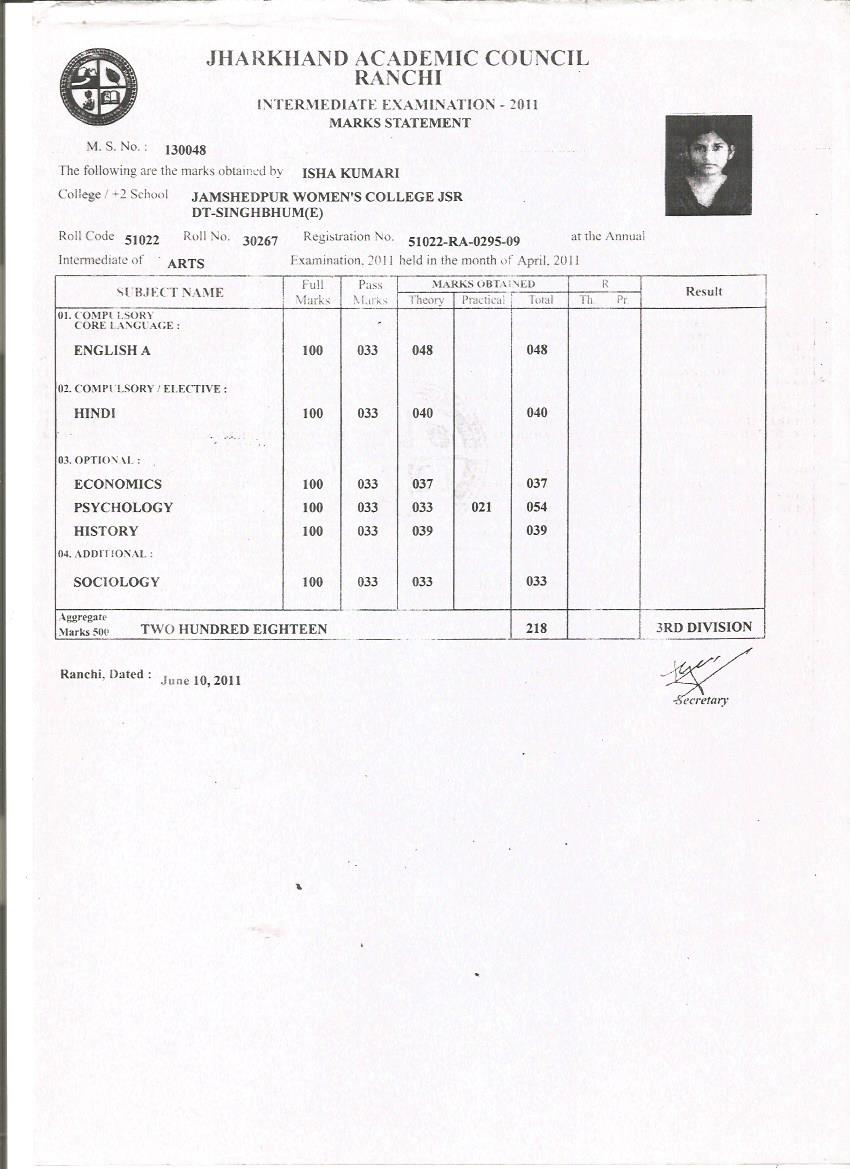 JHARKHAND ACADEMIC COUNCIL
RANCHI
INTERMEDIATE EXAMINATION - 2011
MARKS STATEMENT
M. S. No. : 130048
The following are the marks obtained by ISHA KUMARI
College / +2 School JAMSHEDPUR WOMEN'S COLLEGE JSR
DT-SINGHBHUM(E)
Roll Code 51022 Roll No. 30267 Registration No. 51022-RA-0295-09 at the Annual
Intermediate of ARTS Examination, 2011 held in the month of April, 2011
SUBJECT NAME Full Marks Pass Marks MARKS OBTAINED R Result
Theory Practical Total Th. Pr.
01. COMPULSORY
CORE LANGUAGE :
ENGLISH A 100 033 048 048
02. COMPULSORY / ELECTIVE :
HINDI 100 033 040 040
03. OPTIONAL :
ECONOMICS 100 033 037 037
PSYCHOLOGY 100 033 033 021 054
HISTORY 100 033 039 039
04. ADDITIONAL :
SOCIOLOGY 100 033 033 033
Aggregate
Marks 500 TWO HUNDRED EIGHTEEN 218 3RD DIVISION
Ranchi, Dated : June 10, 2011
Secretary